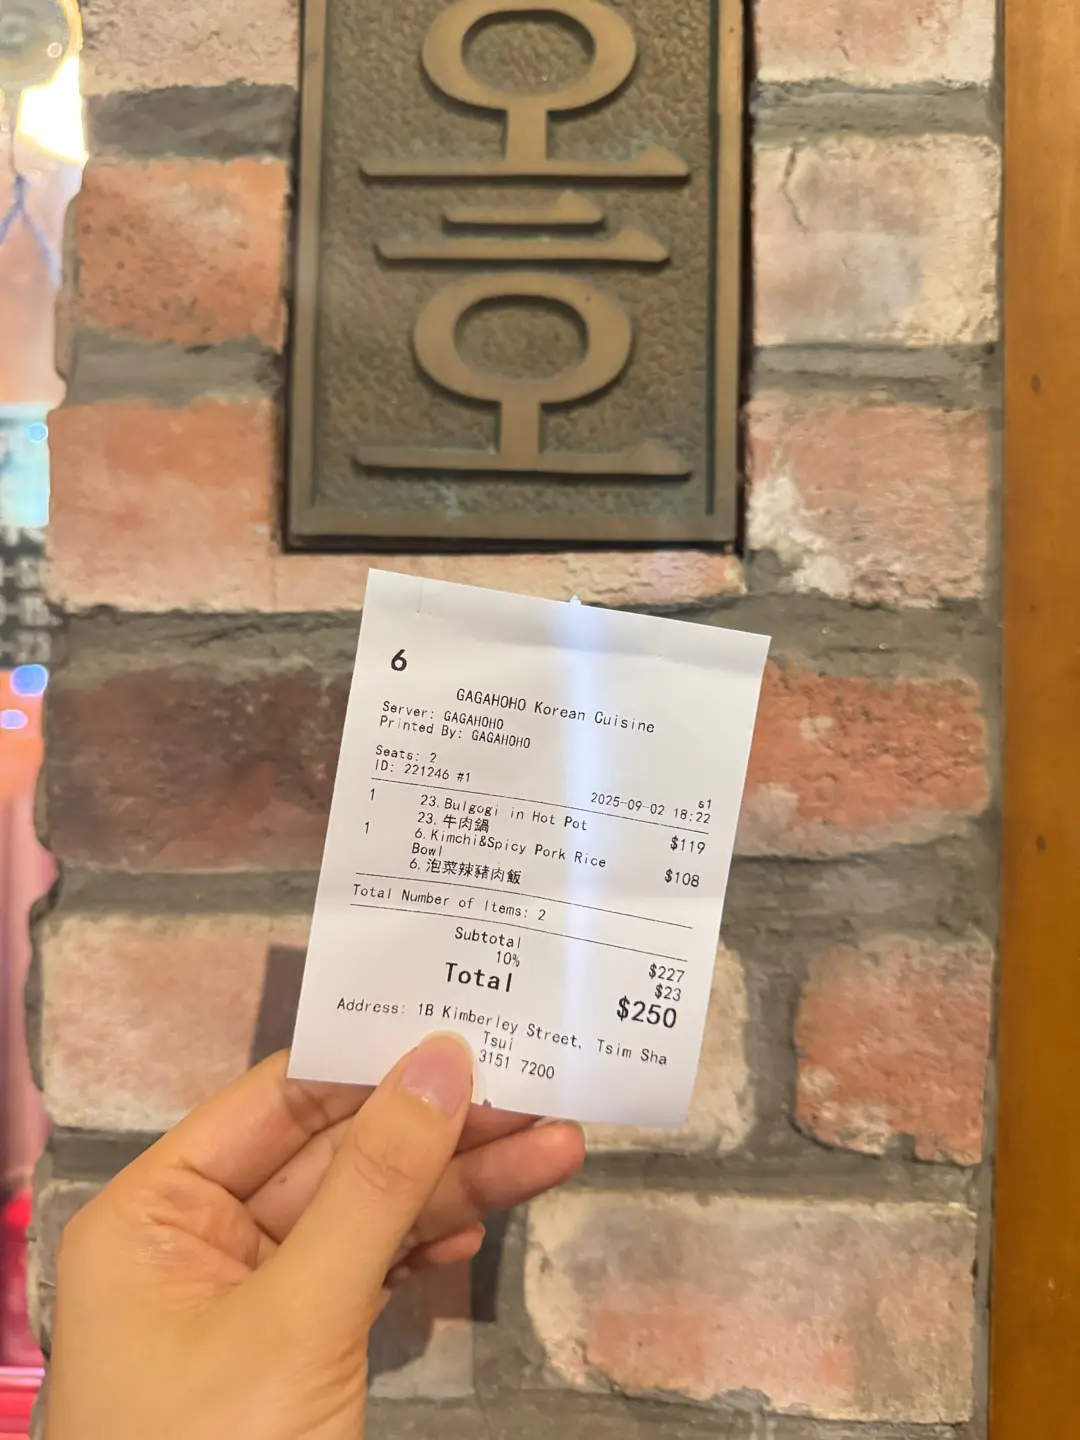 호
6
GAGAHOHO Korean Cuisine
Server: GAGAHOHO
Printed By: GAGAHOHO
Seats: 2 s1
ID: 221246 #1 2025-09-02 18:22
1 23. Bulgogi in Hot Pot $119
23. 牛肉鍋
1 6. Kimchi&Spicy Pork Rice $108
Bowl
6. 泡菜辣豬肉飯
Total Number of Items: 2
Subtotal $227
10% $23
Total $250
Address: 1B Kimberley Street, Tsim Sha
Tsui
3151 7200